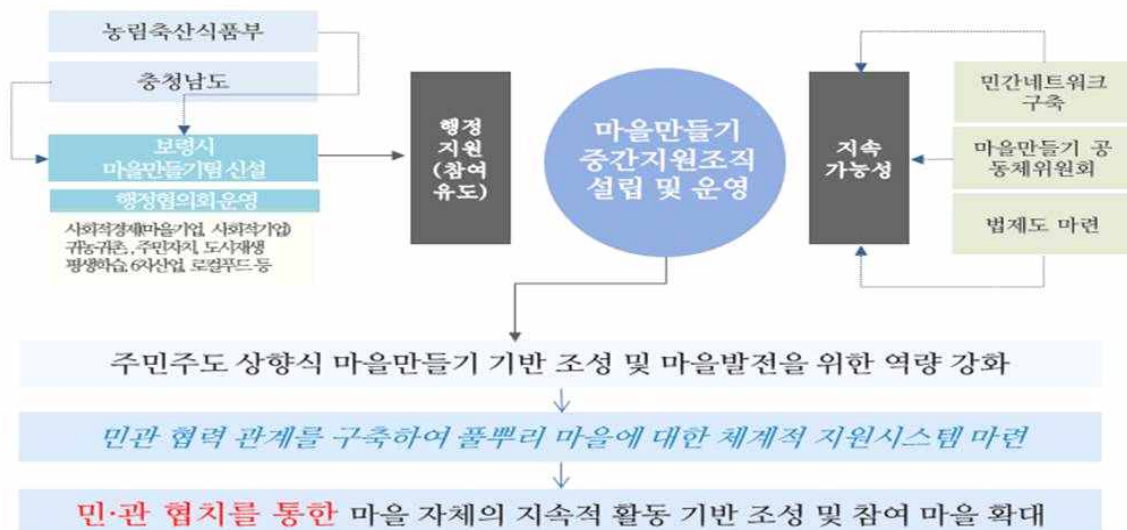 농림축산식품부
충청남도
보령시
마을만들기팀 신설
행정협의회 운영
사회적경제(마을기업, 사회적기업)
귀농귀촌, 주민자치, 도시재생
평생학습, 6차산업, 로컬푸드 등
행정
지원
(참여
유도)
마을만들기
중간지원조직
설립 및 운영
지속
가능성
민간네트워크
구축
마을만들기 공
동체위원회
법제도 마련
주민주도 상향식 마을만들기 기반 조성 및 마을발전을 위한 역량 강화
민관 협력 관계를 구축하여 풀뿌리 마을에 대한 체계적 지원시스템 마련
민·관 협치를 통한 마을 자체의 지속적 활동 기반 조성 및 참여 마을 확대